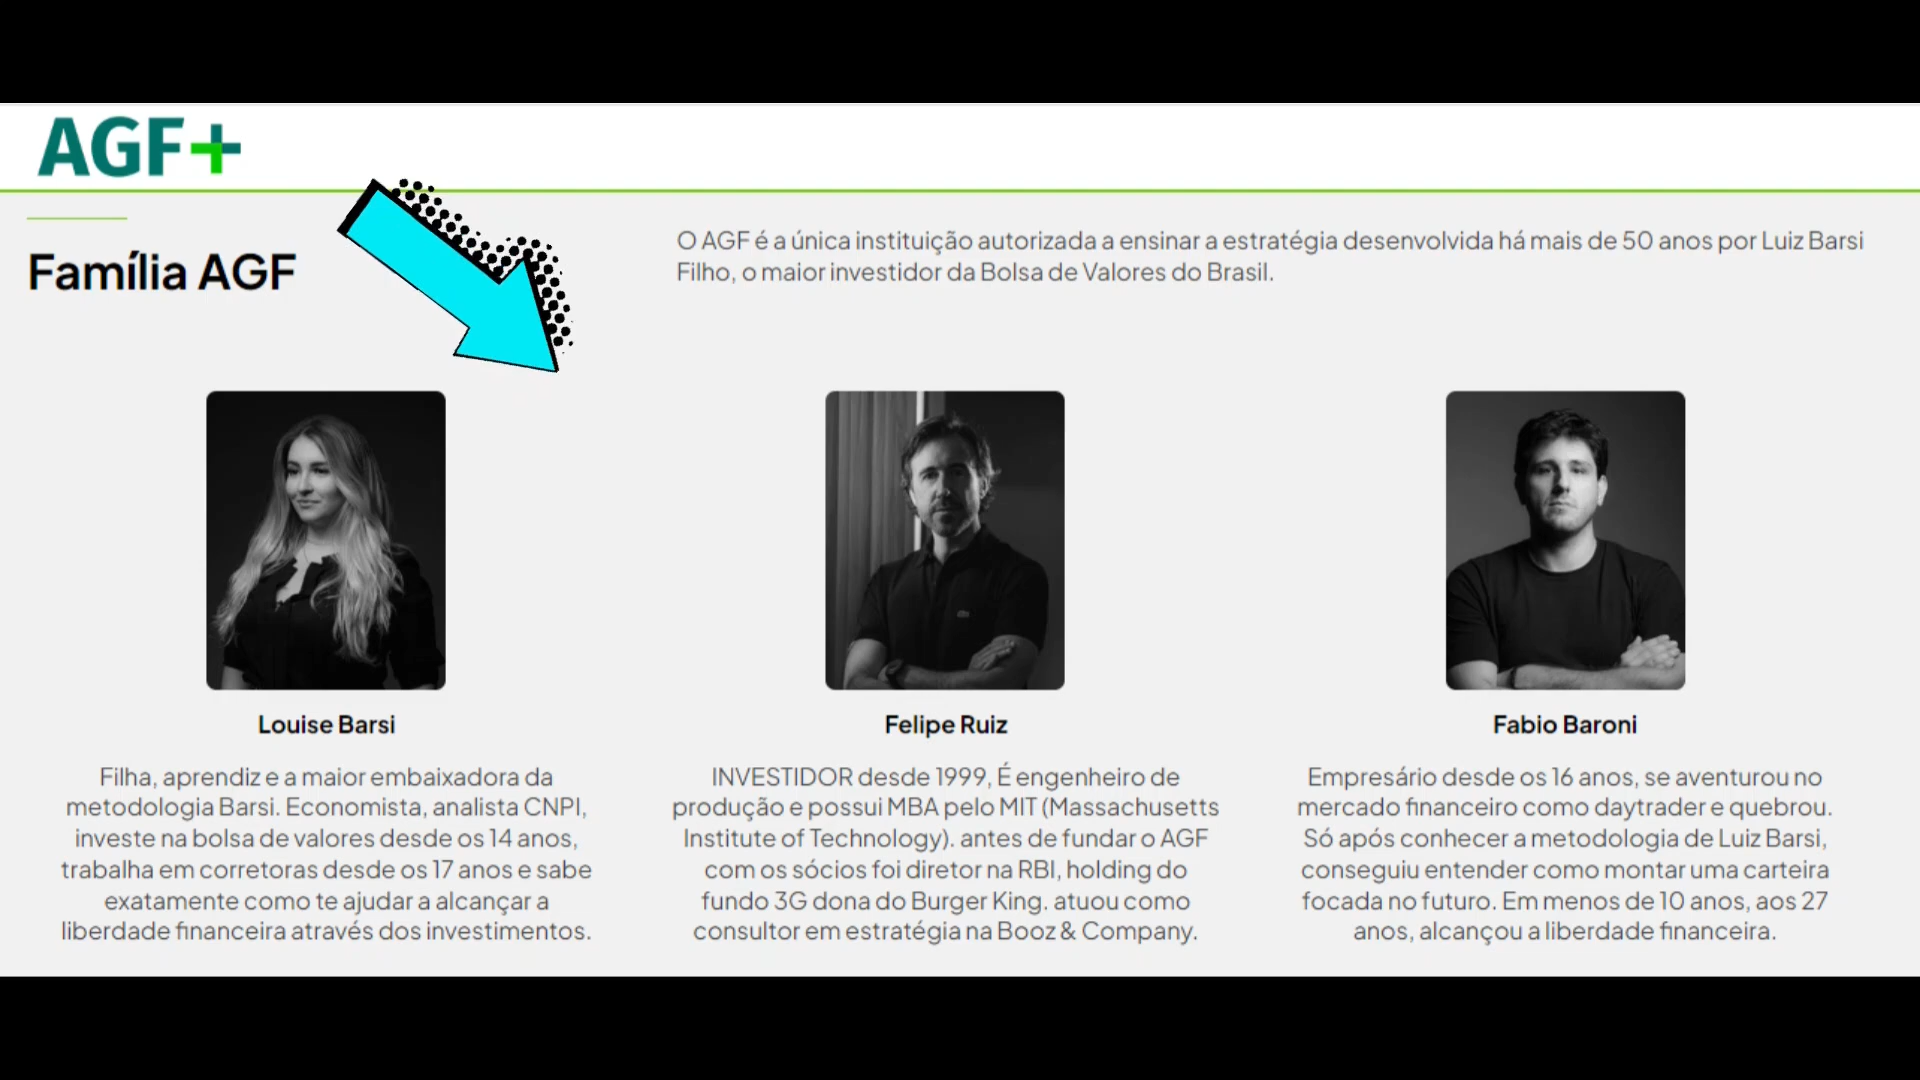 AGF+
Família AGF
O AGF é a única instituição autorizada a ensinar a estratégia desenvolvida há mais de 50 anos por Luiz Barsi
Filho, o maior investidor da Bolsa de Valores do Brasil.
Louise Barsi
Filha, aprendiz e a maior embaixadora da
metodologia Barsi. Economista, analista CNPI,
investe na bolsa de valores desde os 14 anos,
trabalha em corretoras desde os 17 anos e sabe
exatamente como te ajudar a alcançar a
liberdade financeira através dos investimentos.
Felipe Ruiz
INVESTIDOR desde 1999, É engenheiro de
produção e possui MBA pelo MIT (Massachusetts
Institute of Technology). antes de fundar o AGF
com os sócios foi diretor na RBI, holding do
fundo 3G dona do Burger King. atuou como
consultor em estratégia na Booz & Company.
Fabio Baroni
Empresário desde os 16 anos, se aventurou no
mercado financeiro como daytrader e quebrou.
Só após conhecer a metodologia de Luiz Barsi,
conseguiu entender como montar uma carteira
focada no futuro. Em menos de 10 anos, aos 27
anos, alcançou a liberdade financeira.